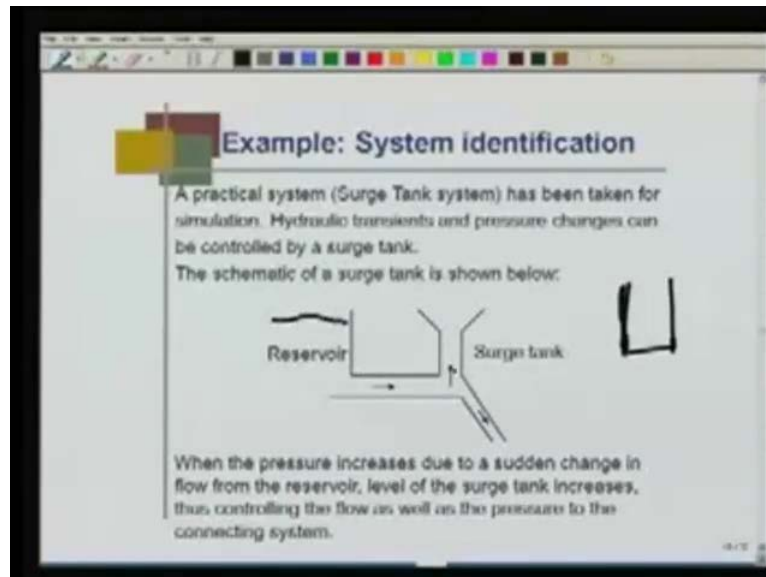 Example: System identification
A practical system (Surge Tank system) has been taken for
simulation. Hydraulic transients and pressure changes can
be controlled by a surge tank.
The schematic of a surge tank is shown below:
Reservoir
Surge tank
When the pressure increases due to a sudden change in
flow from the reservoir, level of the surge tank increases,
thus controlling the flow as well as the pressure to the
connecting system.